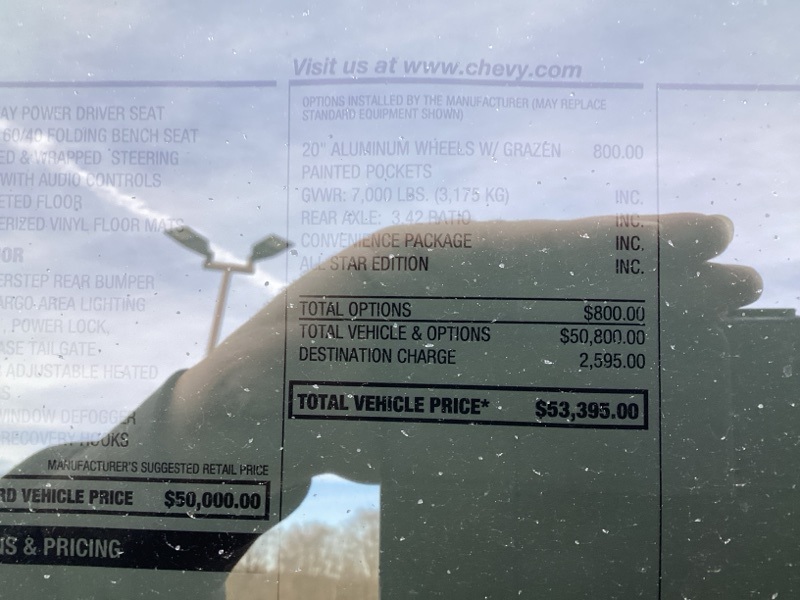 Visit us at www.chevy.com
AY POWER DRIVER SEAT
60/40 FOLDING BENCH SEAT
ED & WRAPPED STEERING
WITH AUDIO CONTROLS
ETED FLOOR
ERIZED VINYL FLOOR MATS
OR
ERSTEP REAR BUMPER
ARGO AREA LIGHTING
, POWER LOCK,
ASE TAILGATE
ADJUSTABLE HEATED
S
WINDOW DEFOGGER
RECOVERY HOOKS
MANUFACTURER'S SUGGESTED RETAIL PRICE
RD VEHICLE PRICE $50,000.00
NS & PRICING
OPTIONS INSTALLED BY THE MANUFACTURER (MAY REPLACE
STANDARD EQUIPMENT SHOWN)
20" ALUMINUM WHEELS W/ GRAZEN 800.00
PAINTED POCKETS
GVWR: 7,000 LBS. (3,175 KG) INC.
REAR AXLE: 3.42 RATIO INC.
CONVENIENCE PACKAGE INC.
ALL STAR EDITION INC.
TOTAL OPTIONS $800.00
TOTAL VEHICLE & OPTIONS $50,800.00
DESTINATION CHARGE 2,595.00
TOTAL VEHICLE PRICE* $53,395.00